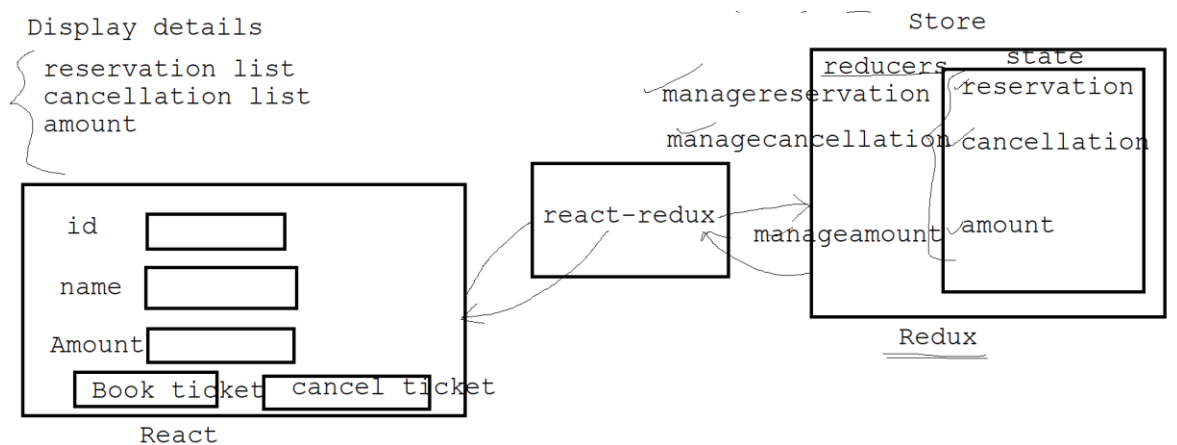 Display details
reservation list
cancellation list
amount
id
name
Amount
Book ticket
cancel ticket
React
react-redux
Store
state
reducers
managereservation
managecancellation
manageamount
reservation
cancellation
amount
Redux